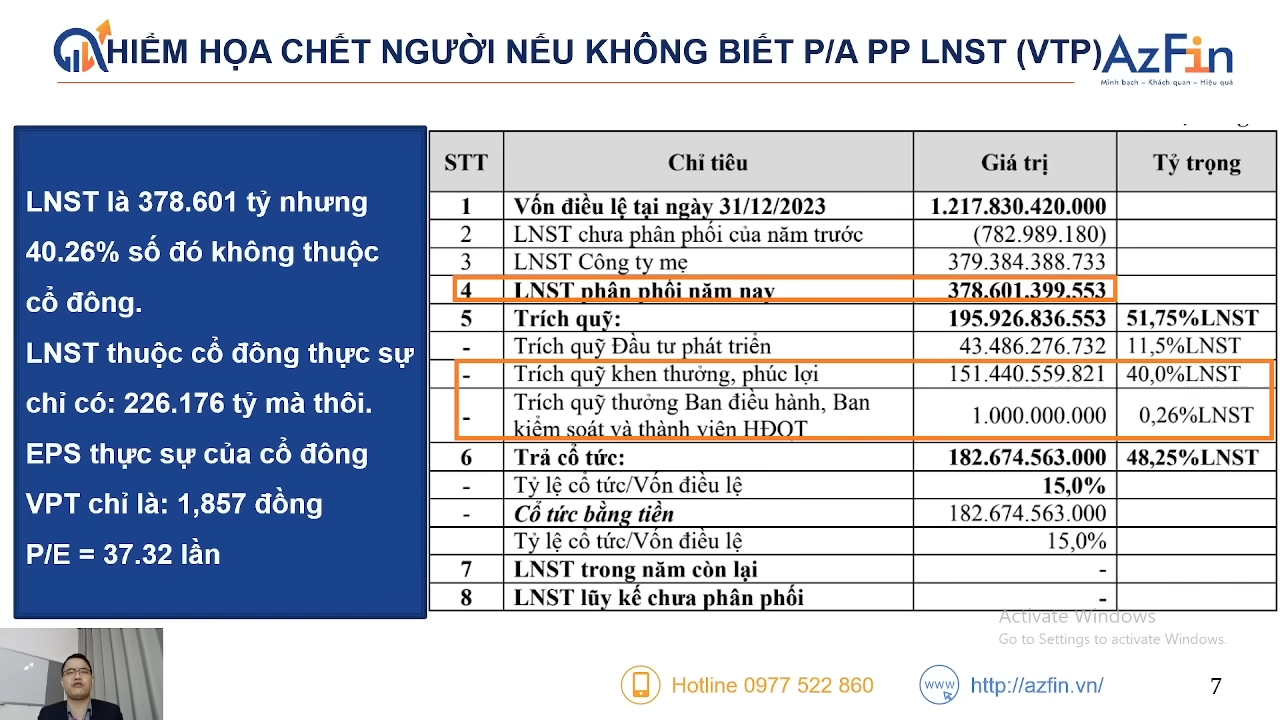 HIỂM HỌA CHẾT NGƯỜI NẾU KHÔNG BIẾT P/A PP LNST (VTP)
AzFin
Minh bạch – Khách quan – Hiệu quả
LNST là 378.601 tỷ nhưng
40.26% số đó không thuộc
cổ đông.
LNST thuộc cổ đông thực sự
chỉ có: 226.176 tỷ mà thôi.
EPS thực sự của cổ đông
VPT chỉ là: 1,857 đồng
P/E = 37.32 lần
STT Chỉ tiêu Giá trị Tỷ trọng
1 Vốn điều lệ tại ngày 31/12/2023 1.217.830.420.000
2 LNST chưa phân phối của năm trước (782.989.180)
3 LNST Công ty mẹ 379.384.388.733
4 LNST phân phối năm nay 378.601.399.553
5 Trích quỹ: 195.926.836.553 51,75%LNST
- Trích quỹ Đầu tư phát triển 43.486.276.732 11,5%LNST
- Trích quỹ khen thưởng, phúc lợi 151.440.559.821 40,0%LNST
- Trích quỹ thưởng Ban điều hành, Ban
kiểm soát và thành viên HĐQT 1.000.000.000 0,26%LNST
6 Trả cổ tức: 182.674.563.000 48,25%LNST
- Tỷ lệ cổ tức/Vốn điều lệ 15,0%
- Cổ tức bằng tiền 182.674.563.000
Tỷ lệ cổ tức/Vốn điều lệ 15,0%
7 LNST trong năm còn lại -
8 LNST lũy kế chưa phân phối -
Activate Windows
Go to Settings to activate Windows.
Hotline 0977 522 860
www
http://azfin.vn/
7